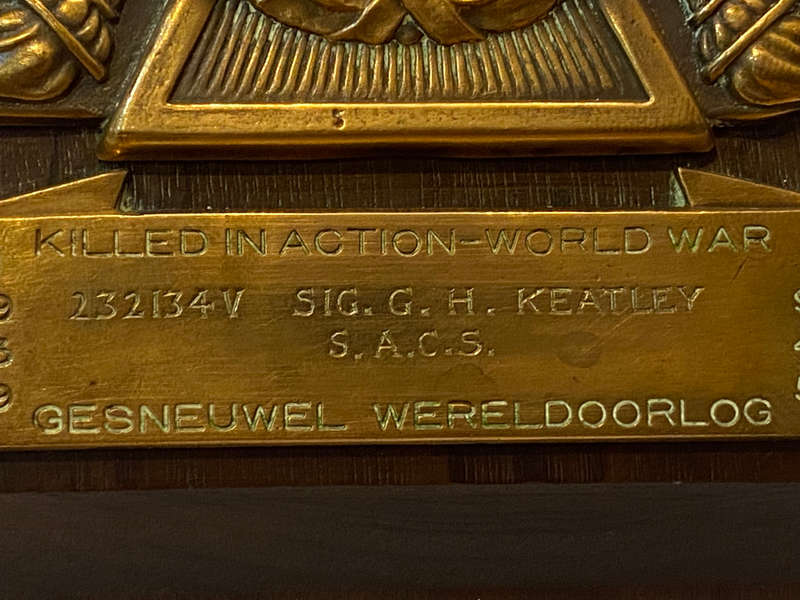 KILLED IN ACTION-WORLD WAR
232134V SIG. G. H. KEATLEY
S.A.C.S.
GESNEUWEL WERELDOORLOG